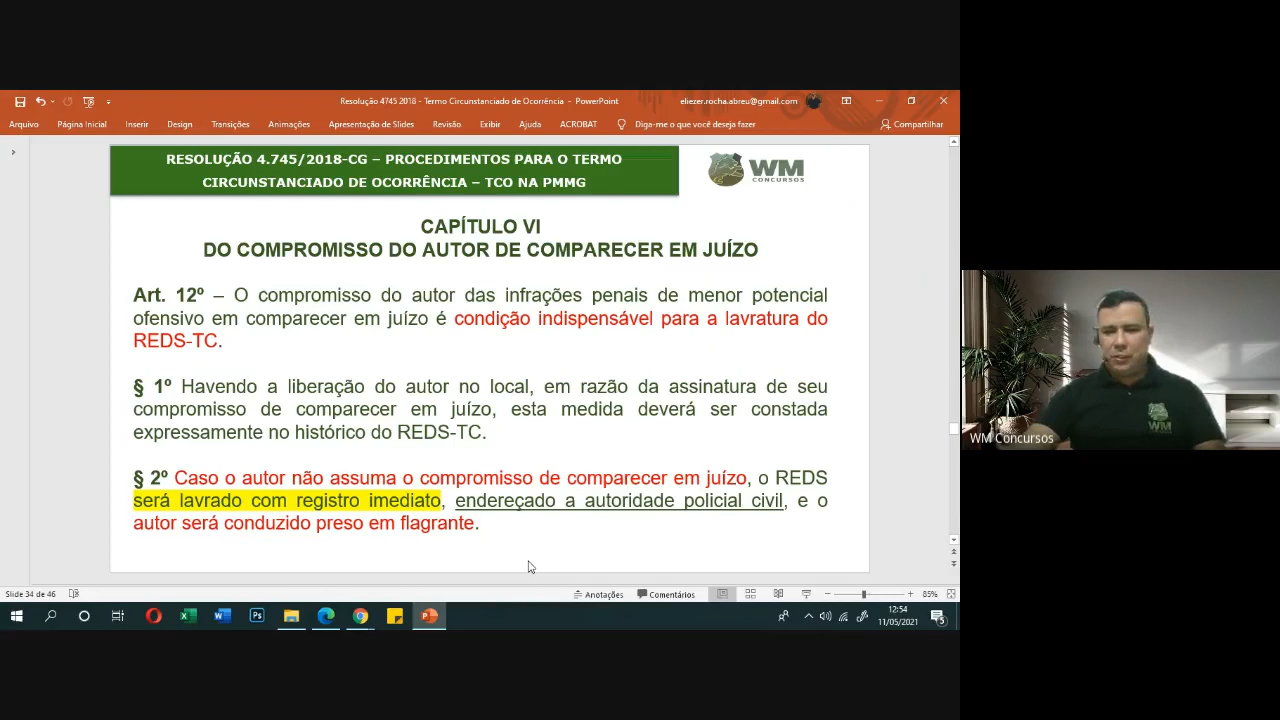 Resolução 4745 2018 - Termo Circunstanciado de Ocorrência - PowerPoint
eliezer.rocha.abreu@gmail.com
Arquivo Página Inicial Inserir Design Transições Animações Apresentação de Slides Revisão Exibir Ajuda ACROBAT Diga-me o que você deseja fazer Compartilhar
RESOLUÇÃO 4.745/2018-CG – PROCEDIMENTOS PARA O TERMO
CIRCUNSTANCIADO DE OCORRÊNCIA – TCO NA PMMG
WM
CONCURSOS
CAPÍTULO VI
DO COMPROMISSO DO AUTOR DE COMPARECER EM JUÍZO
Art. 12º – O compromisso do autor das infrações penais de menor potencial
ofensivo em comparecer em juízo é condição indispensável para a lavratura do
REDS-TC.
§ 1º Havendo a liberação do autor no local, em razão da assinatura de seu
compromisso de comparecer em juízo, esta medida deverá ser constada
expressamente no histórico do REDS-TC.
§ 2º Caso o autor não assuma o compromisso de comparecer em juízo, o REDS
será lavrado com registro imediato, endereçado a autoridade policial civil, e o
autor será conduzido preso em flagrante.
WM
WM Concursos
Slide 34 de 46
Anotações Comentários 85%
12:54
11/05/2021
5